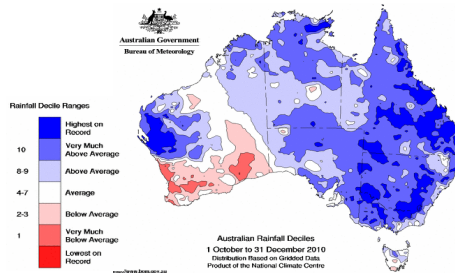 Australian Government
Bureau of Meteorology
Rainfall Decile Ranges
Highest on
Record
10
Very Much
Above Average
8-9
Above Average
4-7
Average
2-3
Below Average
1
Very Much
Below Average
Lowest on
Record
Australian Rainfall Deciles
1 October to 31 December 2010
Distribution Based on Gridded Data
Product of the National Climate Centre